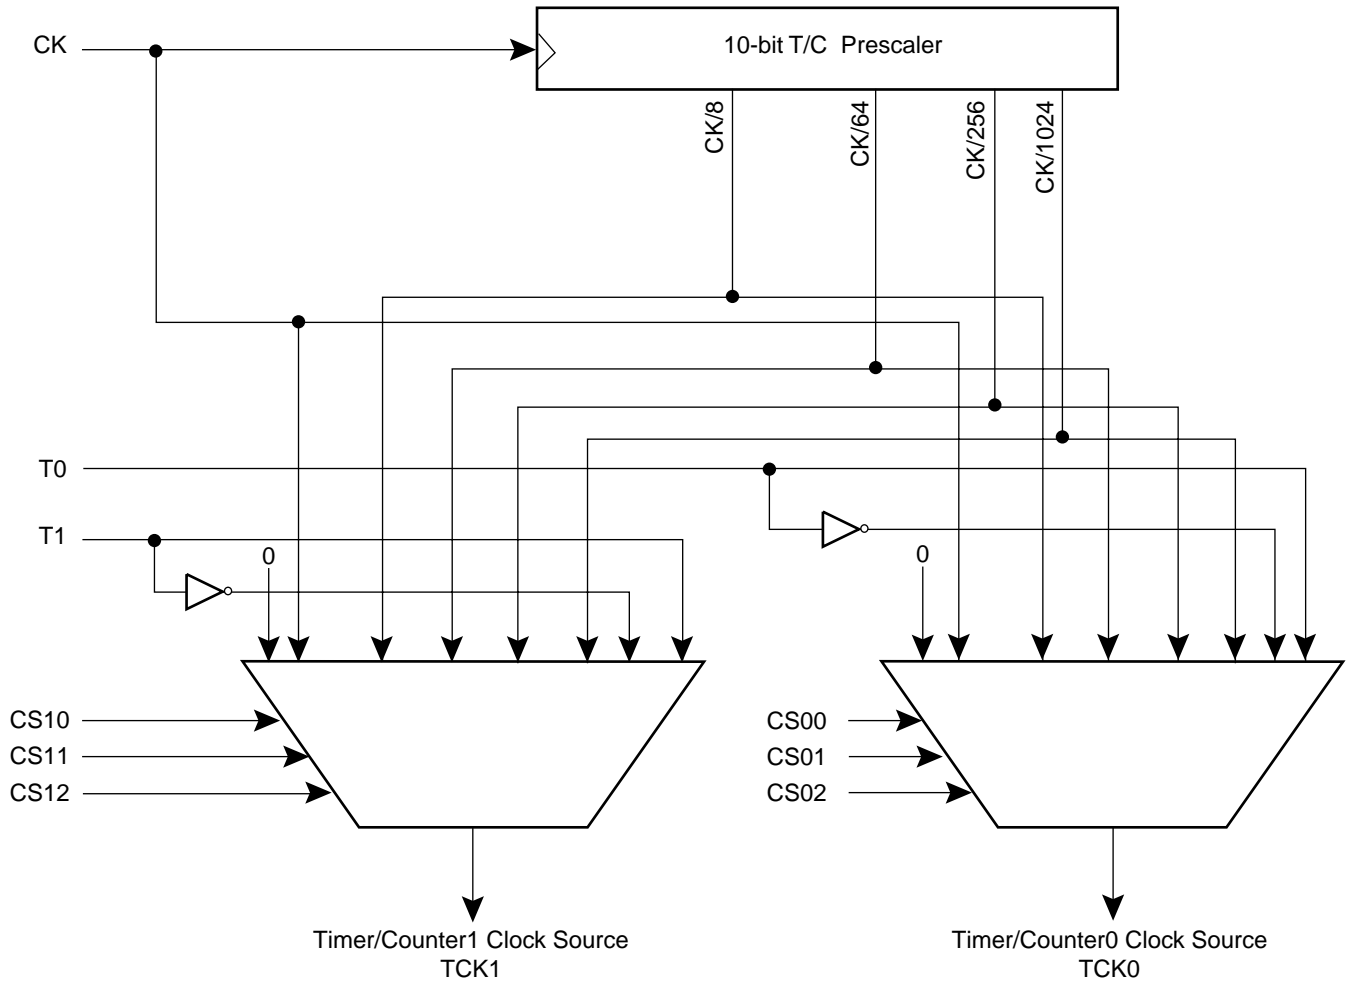 CK
10-bit T/C Prescaler
CK/8
CK/64
CK/256
CK/1024
T0
T1
0
0
CS10
CS11
CS12
CS00
CS01
CS02
Timer/Counter1 Clock Source
TCK1
Timer/Counter0 Clock Source
TCK0